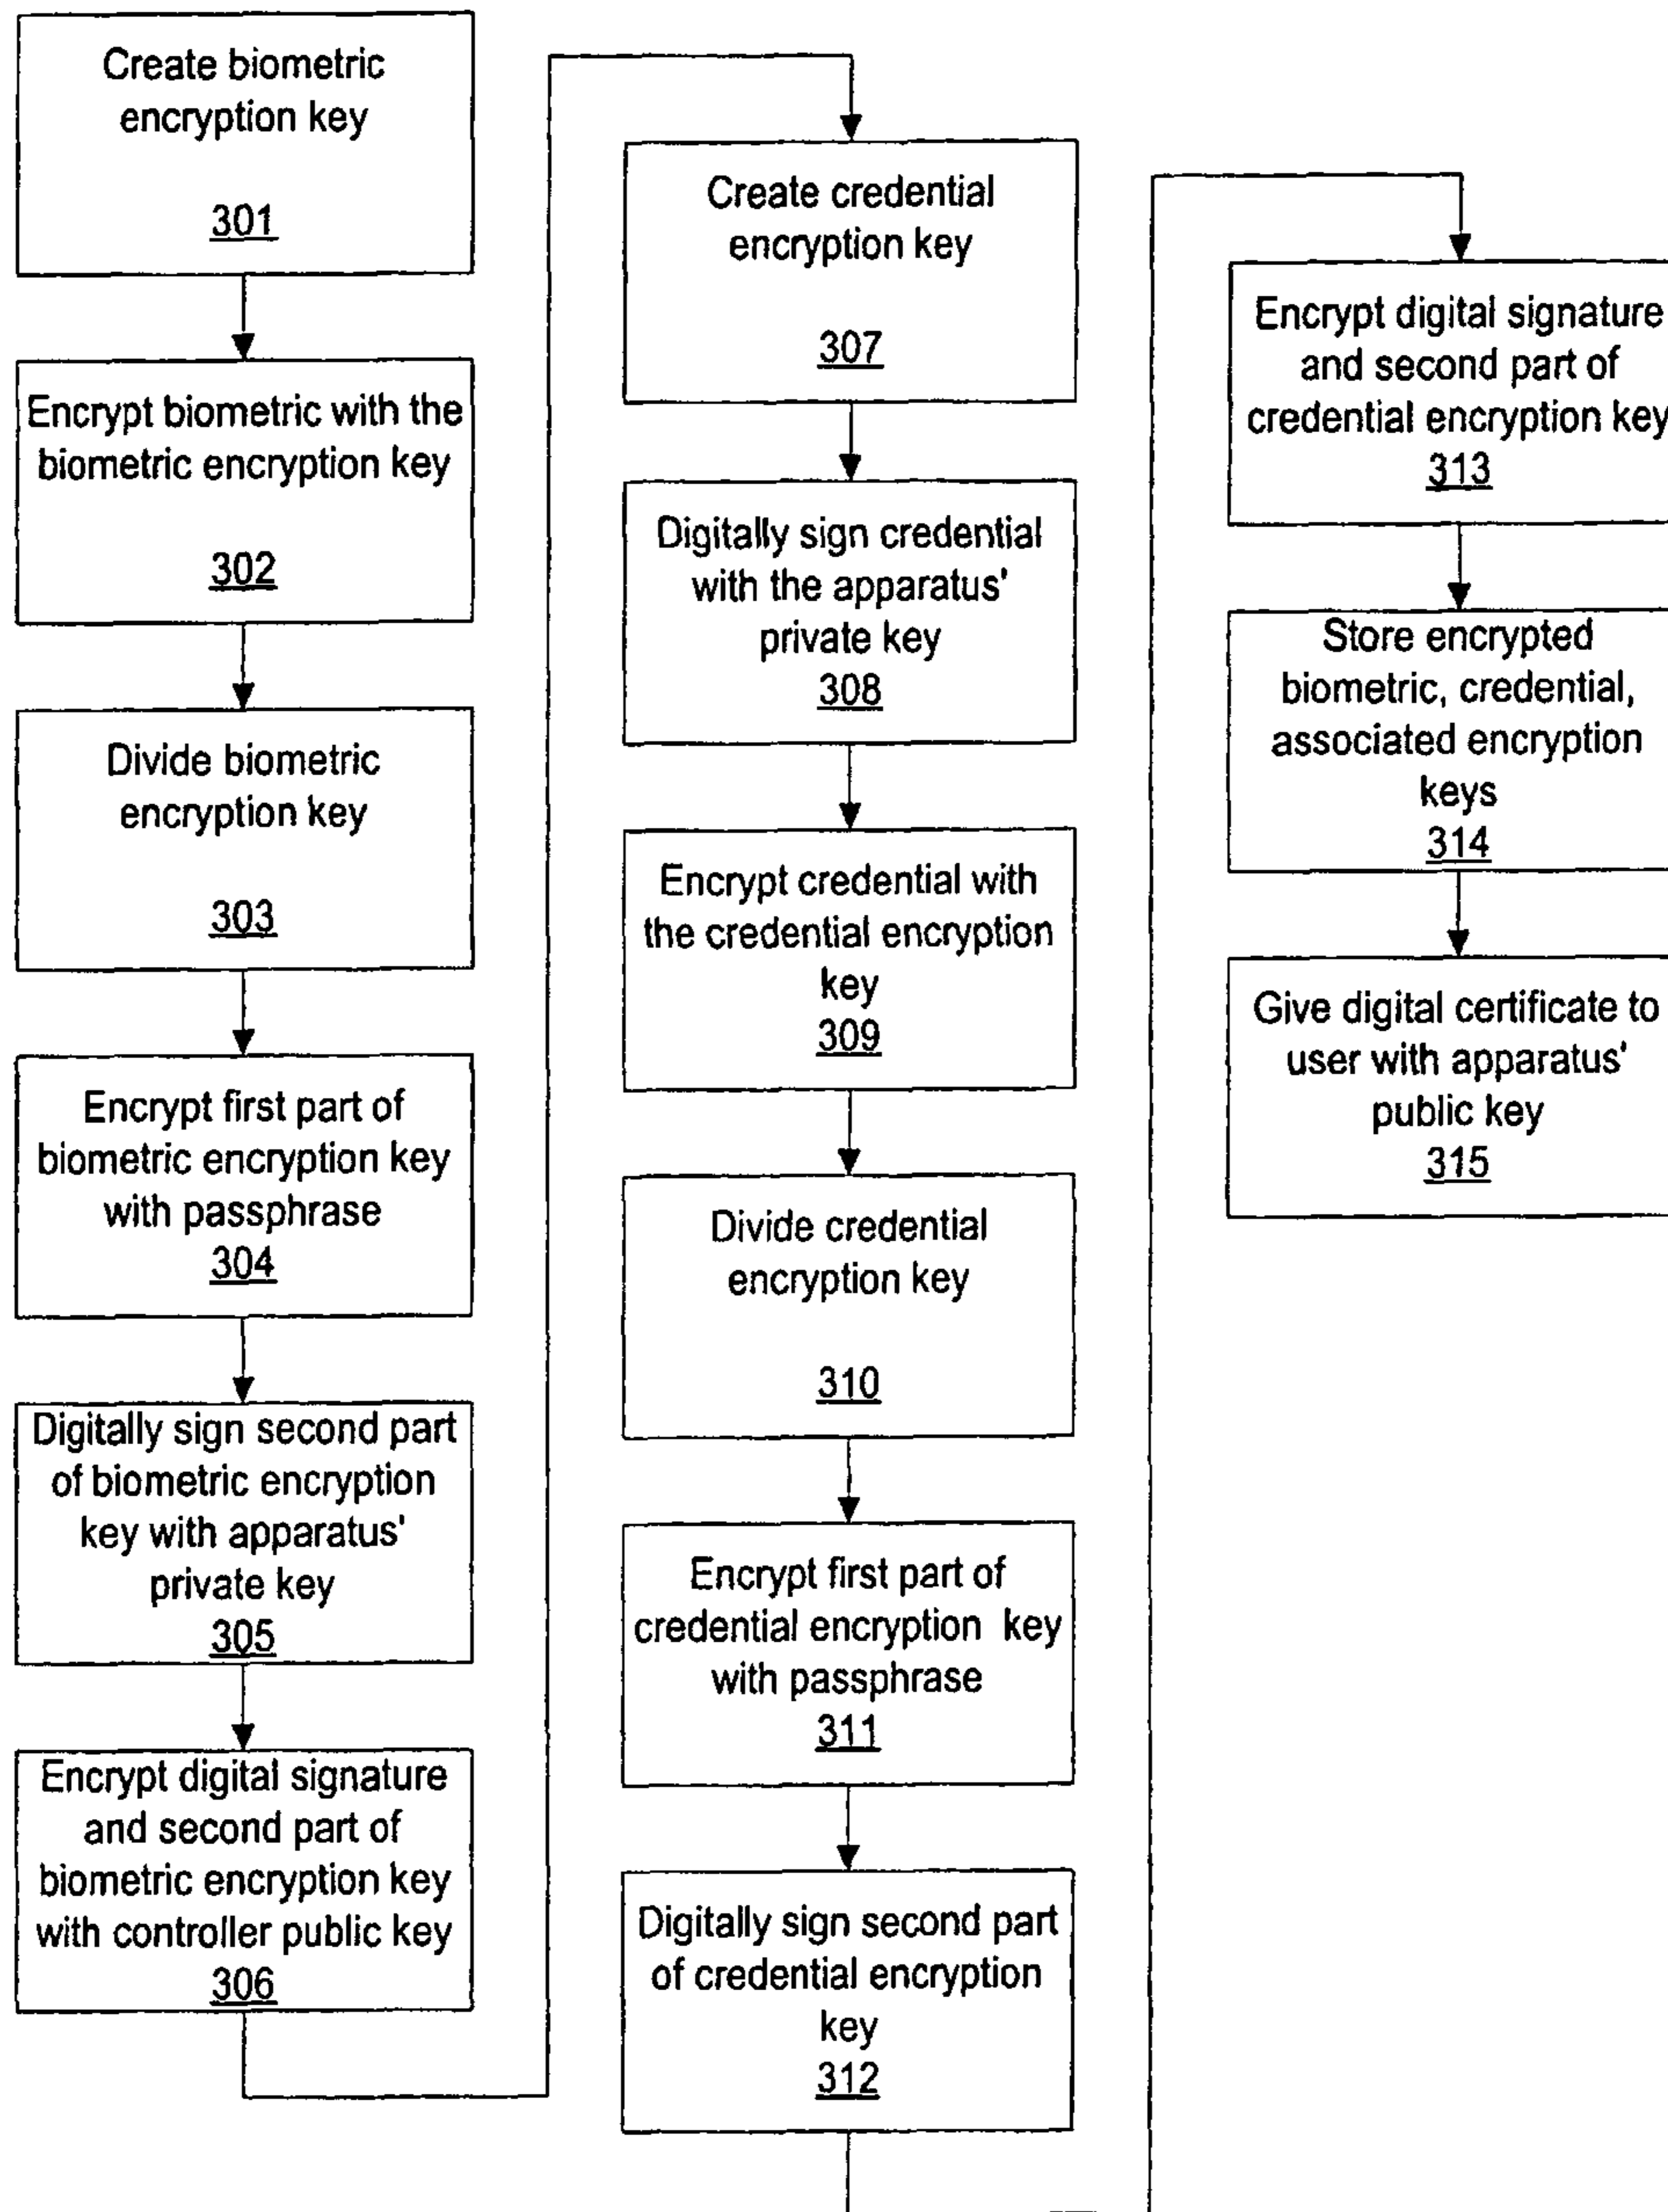 Create biometric
encryption key
301
Encrypt biometric with the
biometric encryption key
302
Divide biometric
encryption key
303
Encrypt first part of
biometric encryption key
with passphrase
304
Digitally sign second part
of biometric encryption
key with apparatus'
private key
305
Encrypt digital signature
and second part of
biometric encryption key
with controller public key
306
Create credential
encryption key
307
Digitally sign credential
with the apparatus'
private key
308
Encrypt credential with
the credential encryption
key
309
Divide credential
encryption key
310
Encrypt first part of
credential encryption key
with passphrase
311
Digitally sign second part
of credential encryption
key
312
Encrypt digital signature
and second part of
credential encryption key
313
Store encrypted
biometric, credential,
associated encryption
keys
314
Give digital certificate to
user with apparatus'
public key
315